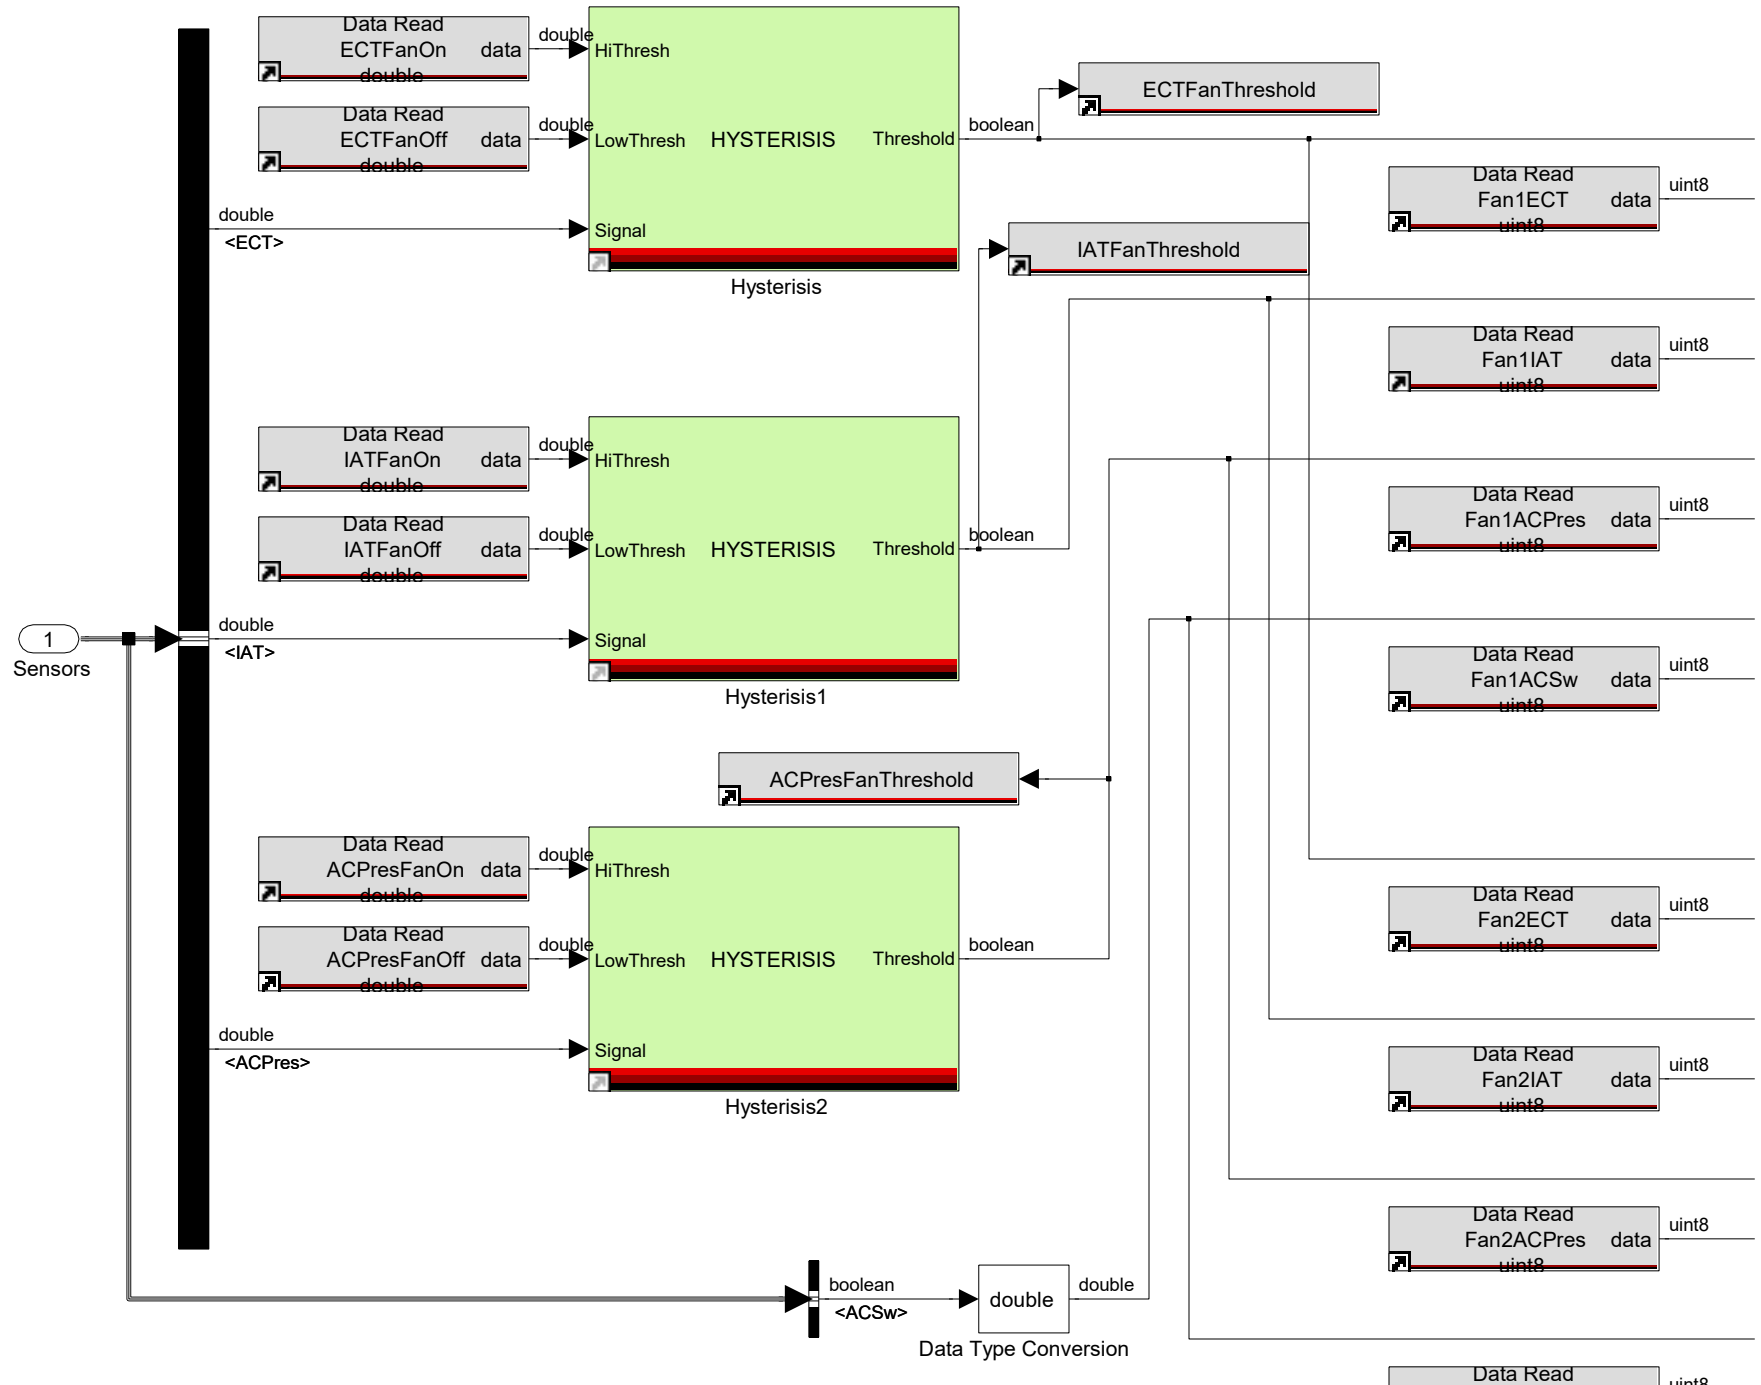 Data Read
ECTFanOn
data
double
double
HiThresh
Data Read
ECTFanOff
data
double
double
LowThresh
HYSTERISIS
Threshold
boolean
ECTFanThreshold
double
<ECT>
Signal
Hysterisis
Data Read
Fan1ECT
data
uint8
uint8
IATFanThreshold
Data Read
Fan1IAT
data
uint8
uint8
Data Read
IATFanOn
data
double
double
HiThresh
Data Read
IATFanOff
data
double
double
LowThresh
HYSTERISIS
Threshold
boolean
Data Read
Fan1ACPres
data
uint8
uint8
1
Sensors
double
<IAT>
Signal
Hysterisis1
Data Read
Fan1ACSw
data
uint8
uint8
ACPresFanThreshold
Data Read
ACPresFanOn
data
double
double
HiThresh
Data Read
ACPresFanOff
data
double
double
LowThresh
HYSTERISIS
Threshold
boolean
Data Read
Fan2ECT
data
uint8
uint8
double
<ACPres>
Signal
Hysterisis2
Data Read
Fan2IAT
data
uint8
uint8
Data Read
Fan2ACPres
data
uint8
uint8
boolean
<ACSw>
double
double
Data Type Conversion
Data Read
uint8